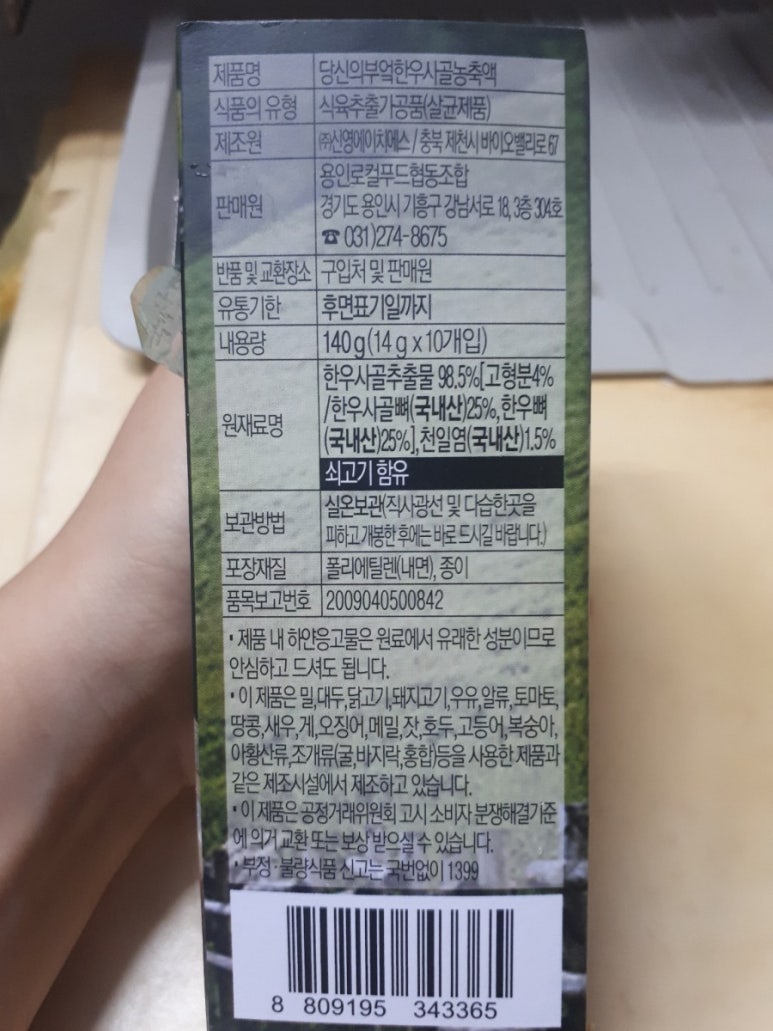 제품명 당신의부엌한우사골농축액
식품의 유형 식육추출가공품(살균제품)
제조원 ㈜신영에이치에스 / 충북 제천시 바이오밸리로 67
판매원 용인로컬푸드협동조합
경기도 용인시 기흥구 강남서로 18, 3층 304호
☎ 031)274-8675
반품 및 교환장소 구입처 및 판매원
유통기한 후면표기일까지
내용량 140g(14g x 10개입)
원재료명 한우사골추출물 98.5%[고형분4%
/한우사골뼈(국내산)25%,한우뼈
(국내산)25%],천일염(국내산)1.5%
쇠고기 함유
보관방법 실온보관(직사광선 및 다습한곳을
피하고,개봉한 후에는 바로 드시길 바랍니다.)
포장재질 폴리에틸렌(내면), 종이
품목보고번호 2009040500842
· 제품 내 하얀응고물은 원료에서 유래한 성분이므로
안심하고 드셔도 됩니다.
· 이 제품은 밀,대두,닭고기,돼지고기,우유,알류,토마토,
땅콩,새우,게,오징어,메밀,잣,호두,고등어,복숭아,
아황산류,조개류(굴,바지락,홍합)등을 사용한 제품과
같은 제조시설에서 제조하고 있습니다.
· 이 제품은 공정거래위원회 고시 소비자 분쟁해결기준
에 의거 교환 또는 보상 받으실 수 있습니다.
· 부정·불량식품 신고는 국번없이 1399
8 809195 343365